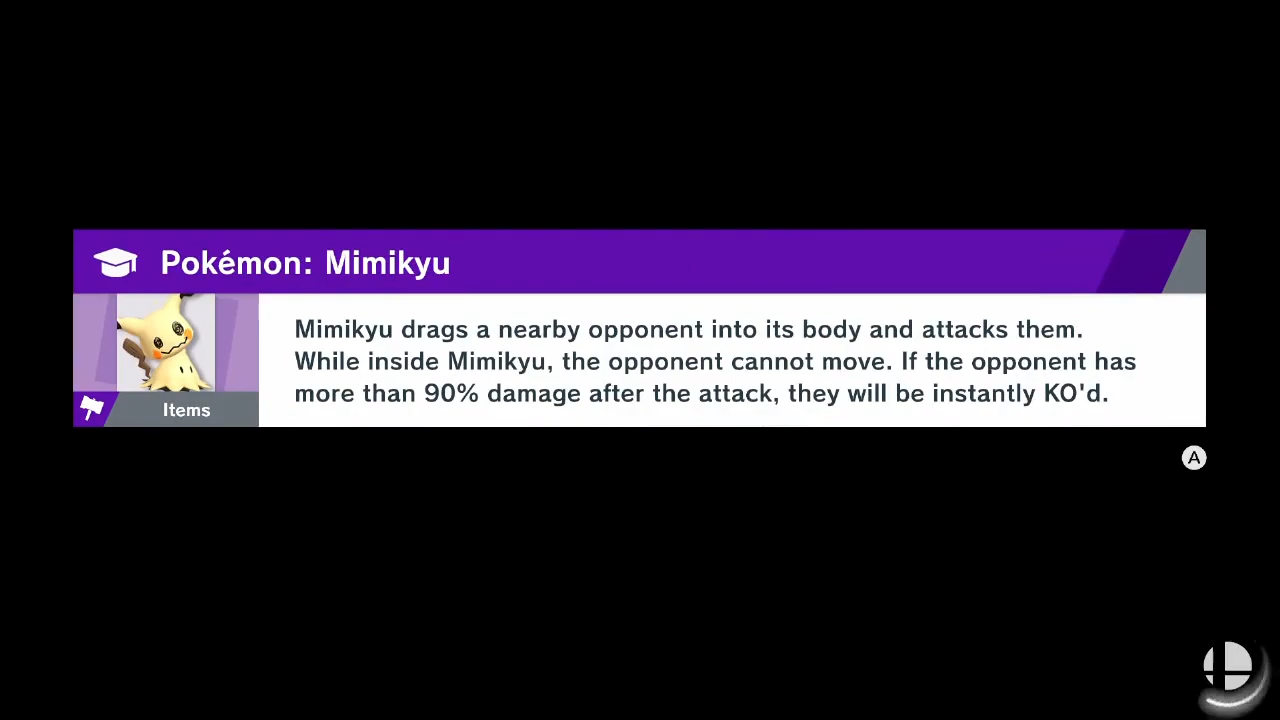 Pokémon: Mimikyu
Mimikyu drags a nearby opponent into its body and attacks them.
While inside Mimikyu, the opponent cannot move. If the opponent has
more than 90% damage after the attack, they will be instantly KO'd.
Items
A